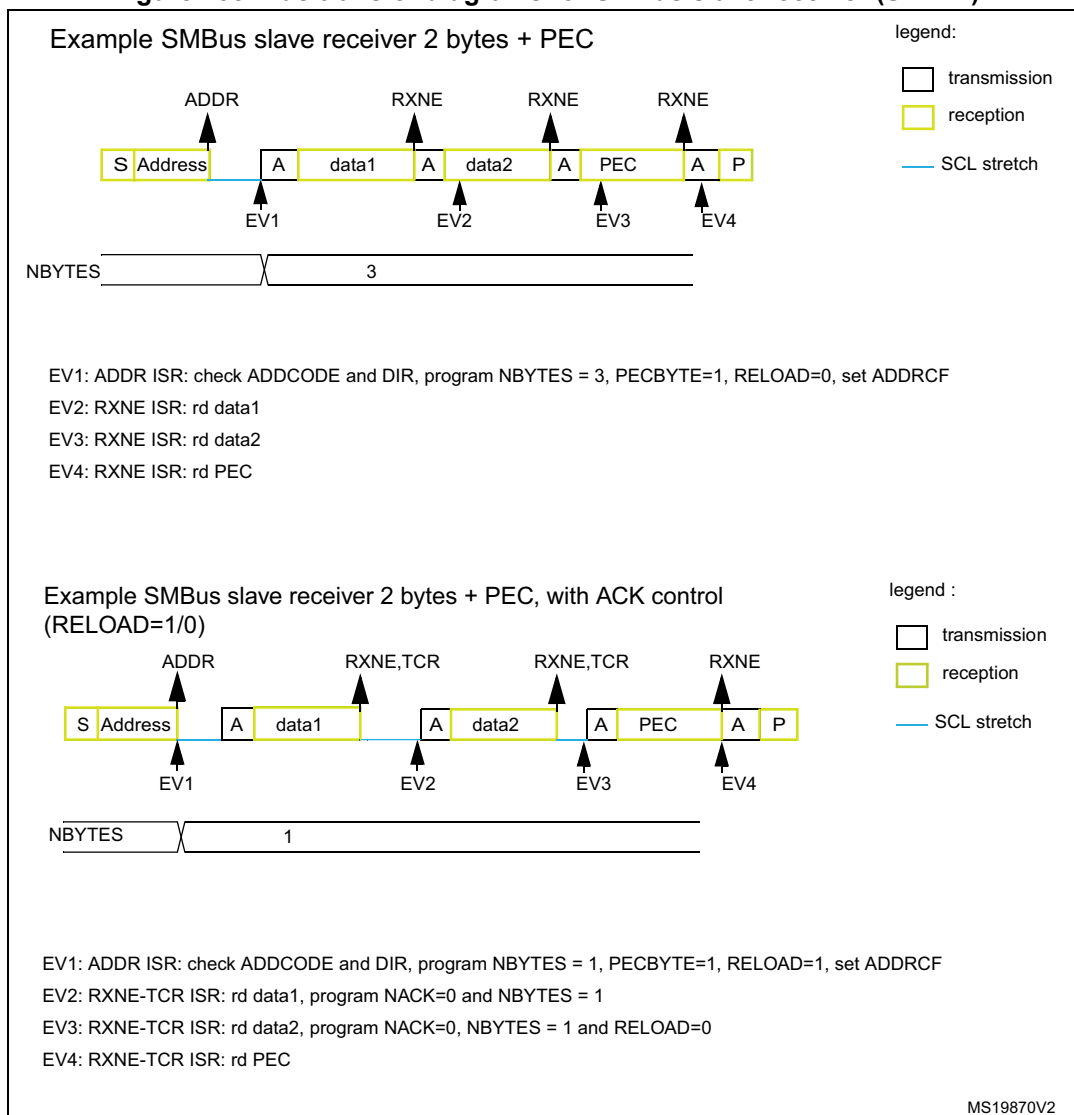 Example SMBus slave receiver 2 bytes + PEC
legend:
transmission
reception
SCL stretch
ADDR RXNE RXNE RXNE
S Address A data1 A data2 A PEC A P
EV1 EV2 EV3 EV4
NBYTES 3
EV1: ADDR ISR: check ADDCODE and DIR, program NBYTES = 3, PECBYTE=1, RELOAD=0, set ADDRCF
EV2: RXNE ISR: rd data1
EV3: RXNE ISR: rd data2
EV4: RXNE ISR: rd PEC
Example SMBus slave receiver 2 bytes + PEC, with ACK control
(RELOAD=1/0)
legend :
transmission
reception
SCL stretch
ADDR RXNE,TCR RXNE,TCR RXNE
S Address A data1 A data2 A PEC A P
EV1 EV2 EV3 EV4
NBYTES 1
EV1: ADDR ISR: check ADDCODE and DIR, program NBYTES = 1, PECBYTE=1, RELOAD=1, set ADDRCF
EV2: RXNE-TCR ISR: rd data1, program NACK=0 and NBYTES = 1
EV3: RXNE-TCR ISR: rd data2, program NACK=0, NBYTES = 1 and RELOAD=0
EV4: RXNE-TCR ISR: rd PEC
MS19870V2